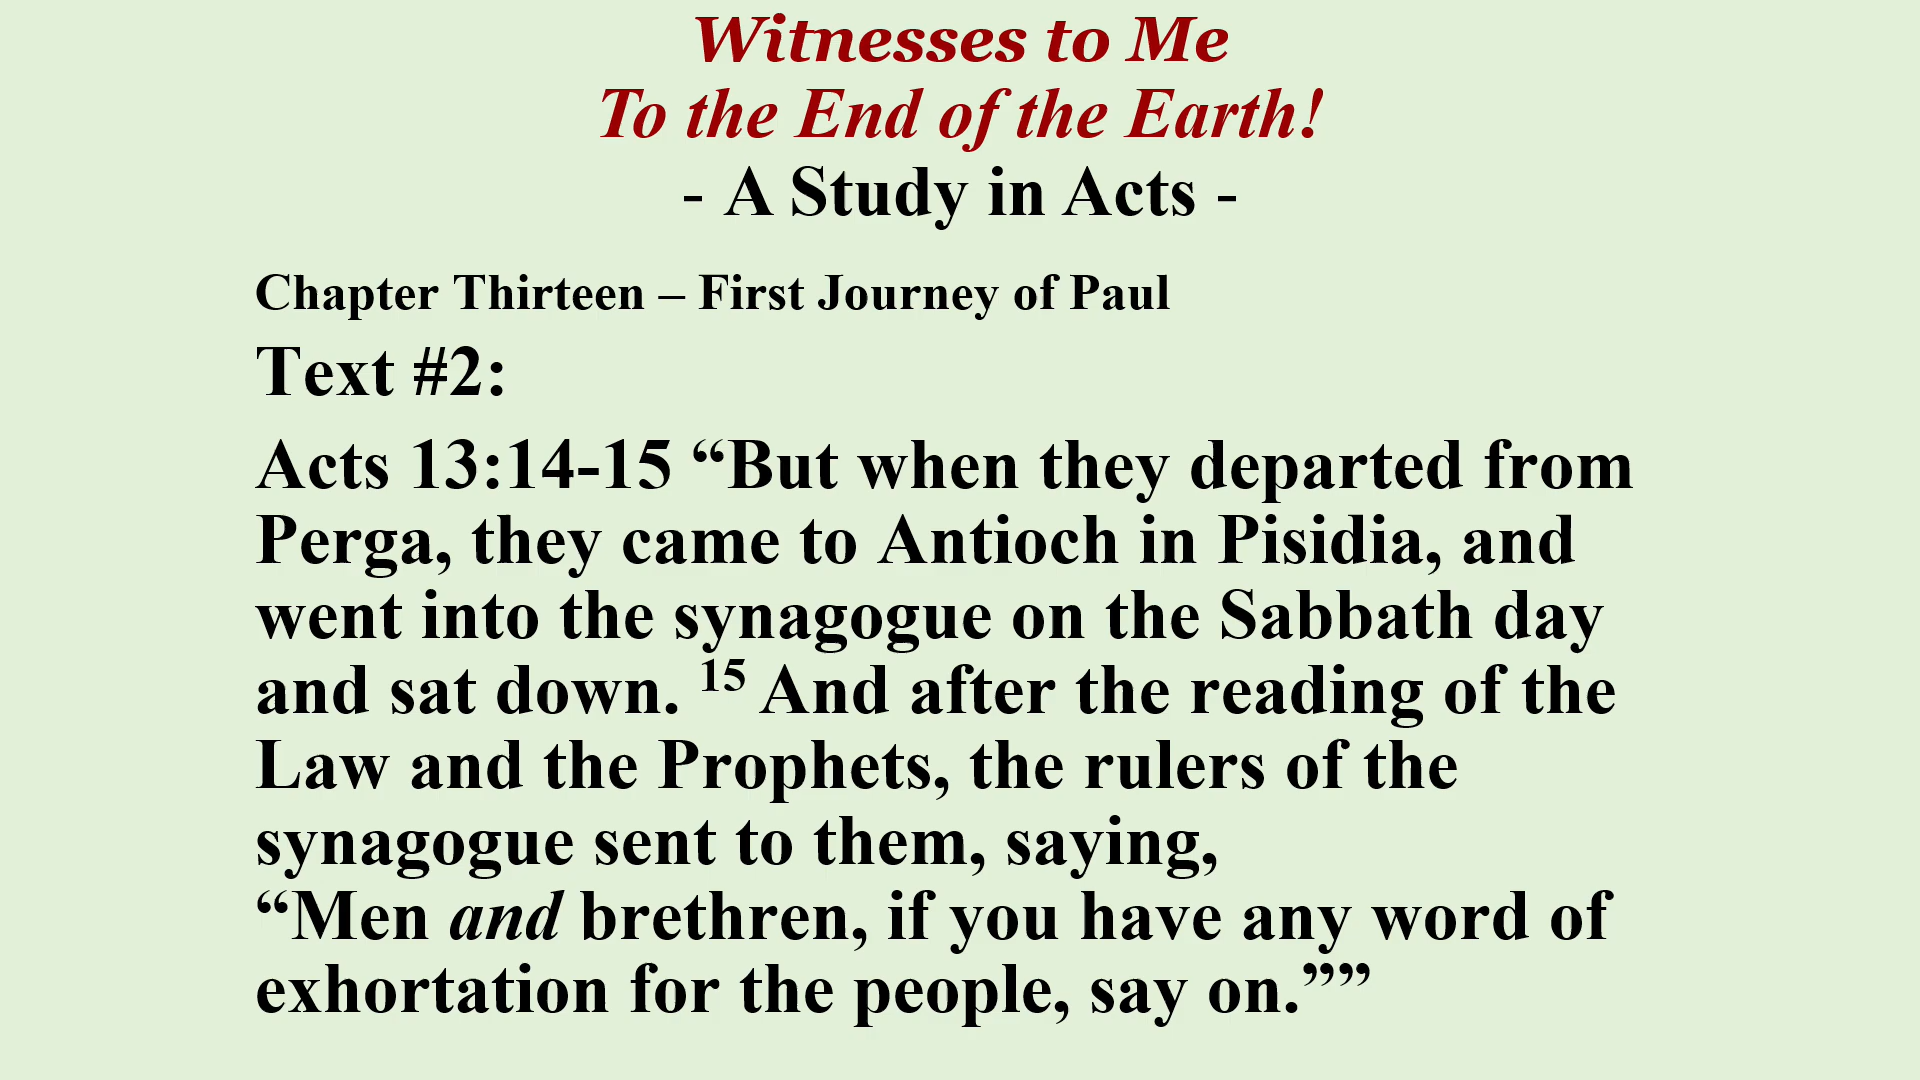 Witnesses to Me
To the End of the Earth!
- A Study in Acts -
Chapter Thirteen – First Journey of Paul
Text #2:
Acts 13:14-15 “But when they departed from
Perga, they came to Antioch in Pisidia, and
went into the synagogue on the Sabbath day
and sat down. 15 And after the reading of the
Law and the Prophets, the rulers of the
synagogue sent to them, saying,
“Men and brethren, if you have any word of
exhortation for the people, say on.””